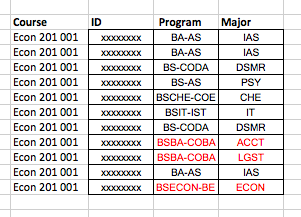 Course ID Program Major
Econ 201 001 xxxxxxxx BA-AS IAS
Econ 201 001 xxxxxxxx BA-AS IAS
Econ 201 001 xxxxxxxx BS-CODA DSMR
Econ 201 001 xxxxxxxx BS-AS PSY
Econ 201 001 xxxxxxxx BSCHE-COE CHE
Econ 201 001 xxxxxxxx BSIT-IST IT
Econ 201 001 xxxxxxxx BS-CODA DSMR
Econ 201 001 xxxxxxxx BSBA-COBA ACCT
Econ 201 001 xxxxxxxx BSBA-COBA LGST
Econ 201 001 xxxxxxxx BA-AS IAS
Econ 201 001 xxxxxxxx BSECON-BE ECON